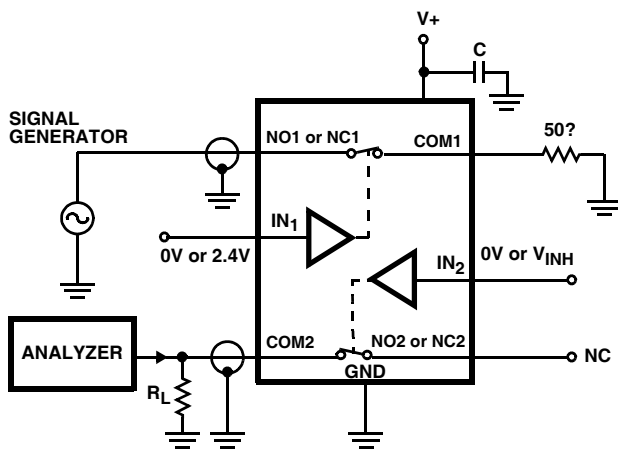 V+
C
SIGNAL
GENERATOR
NO1 or NC1
COM1
50?
IN1
0V or 2.4V
IN2
0V or VINH
ANALYZER
COM2
NO2 or NC2
NC
GND
RL